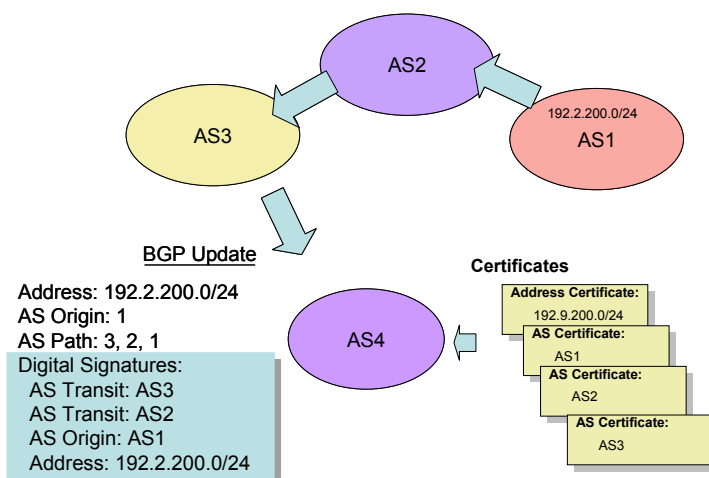 AS2
192.2.200.0/24
AS1
AS3
BGP Update
Address: 192.2.200.0/24
AS Origin: 1
AS Path: 3, 2, 1
Digital Signatures:
AS Transit: AS3
AS Transit: AS2
AS Origin: AS1
Address: 192.2.200.0/24
AS4
Certificates
Address Certificate:
192.9.200.0/24
AS Certificate:
AS1
AS Certificate:
AS2
AS Certificate:
AS3